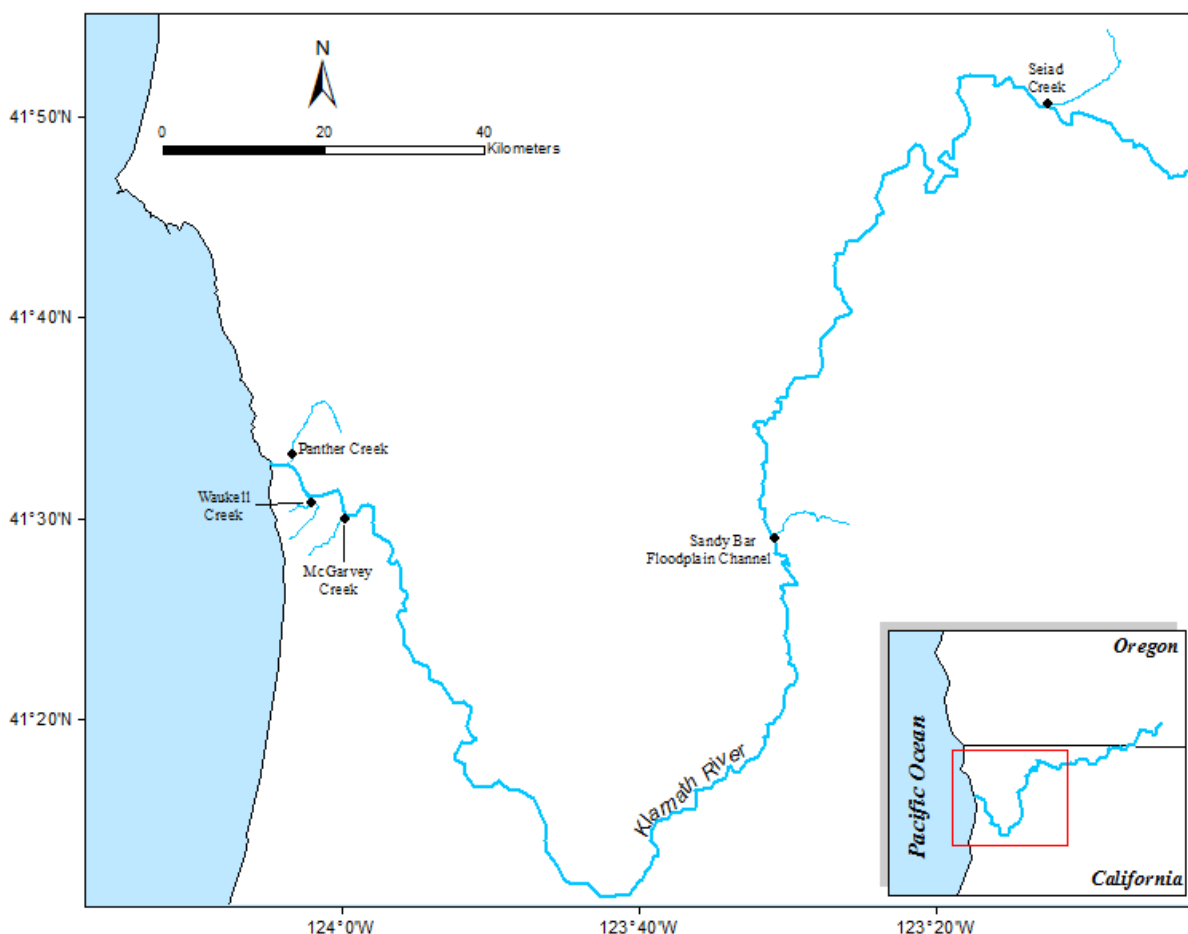 N
0 20 40
Kilometers
Seiad
Creek
41°50'N
41°40'N
41°30'N
41°20'N
Panther Creek
Waukell
Creek
McGarvey
Creek
Sandy Bar
Floodplain Channel
Klamath River
Oregon
Pacific Ocean
California
124°0'W
123°40'W
123°20'W